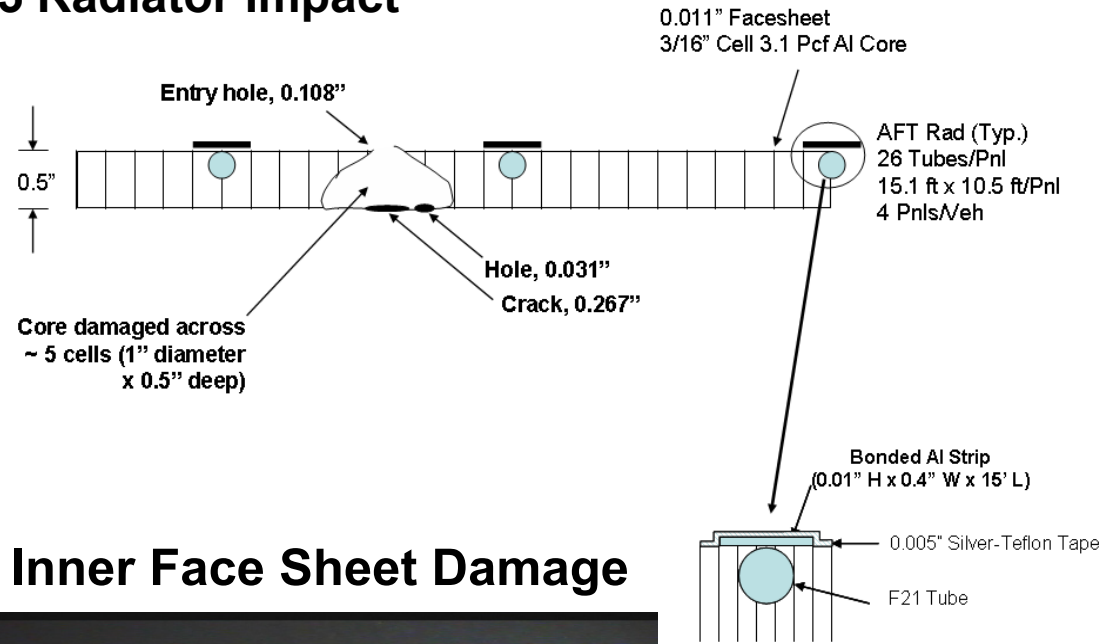 Radiator Impact
0.011” Facesheet
3/16” Cell 3.1 Pcf Al Core
Entry hole, 0.108”
AFT Rad (Typ.)
26 Tubes/Pnl
15.1 ft x 10.5 ft/Pnl
4 Pnls/Veh
0.5”
Hole, 0.031”
Crack, 0.267”
Core damaged across
~ 5 cells (1” diameter
x 0.5” deep)
Bonded Al Strip
(0.01” H x 0.4” W x 15’ L)
0.005” Silver-Teflon Tape
F21 Tube
Inner Face Sheet Damage